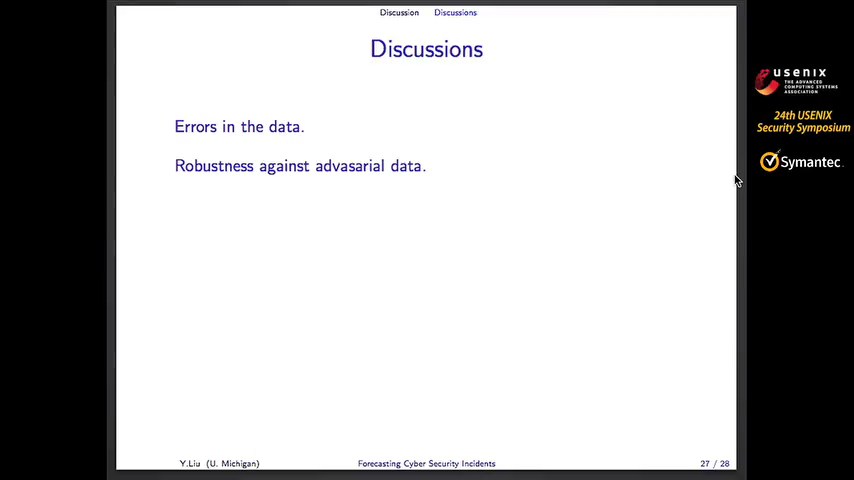 Discussion Discussions
Discussions
Errors in the data.
Robustness against advasarial data.
Y.Liu (U. Michigan) Forecasting Cyber Security Incidents 27 / 28
usenix
THE ADVANCED
COMPUTING SYSTEMS
ASSOCIATION
24th USENIX
Security Symposium
Symantec.